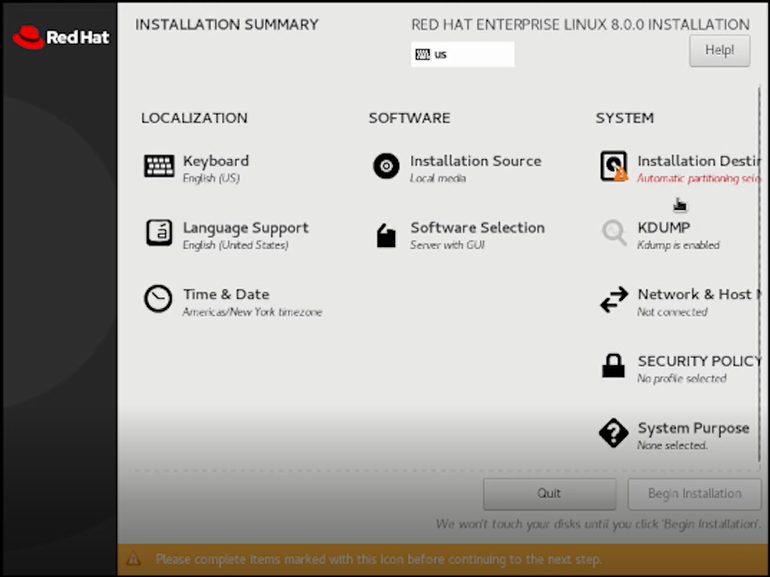 Red Hat
INSTALLATION SUMMARY
RED HAT ENTERPRISE LINUX 8.0.0 INSTALLATION
us
Help!
LOCALIZATION
Keyboard
English (US)
Language Support
English (United States)
Time & Date
Americas/New York timezone
SOFTWARE
Installation Source
Local media
Software Selection
Server with GUI
SYSTEM
Installation Destin
Automatic partitioning sele
KDUMP
Kdump is enabled
Network & Host N
Not connected
SECURITY POLICY
No profile selected
System Purpose
None selected.
Quit
Begin Installation
We won't touch your disks until you click 'Begin Installation'.
Please complete items marked with this icon before continuing to the next step.